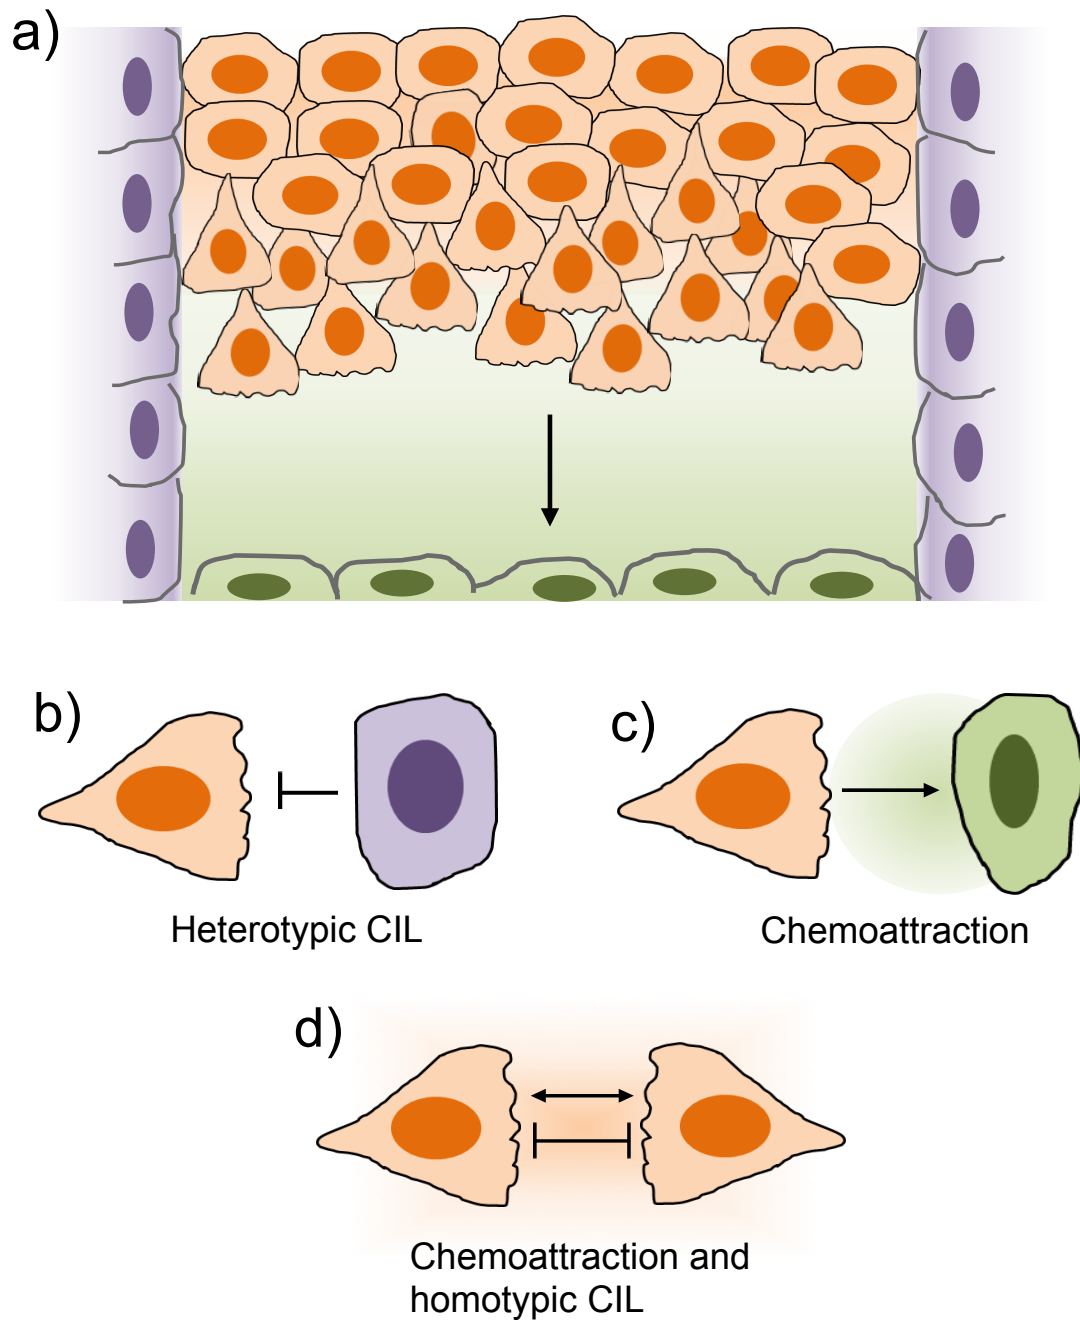 a)
b)
c)
Heterotypic CIL
Chemoattraction
d)
Chemoattraction and
homotypic CIL